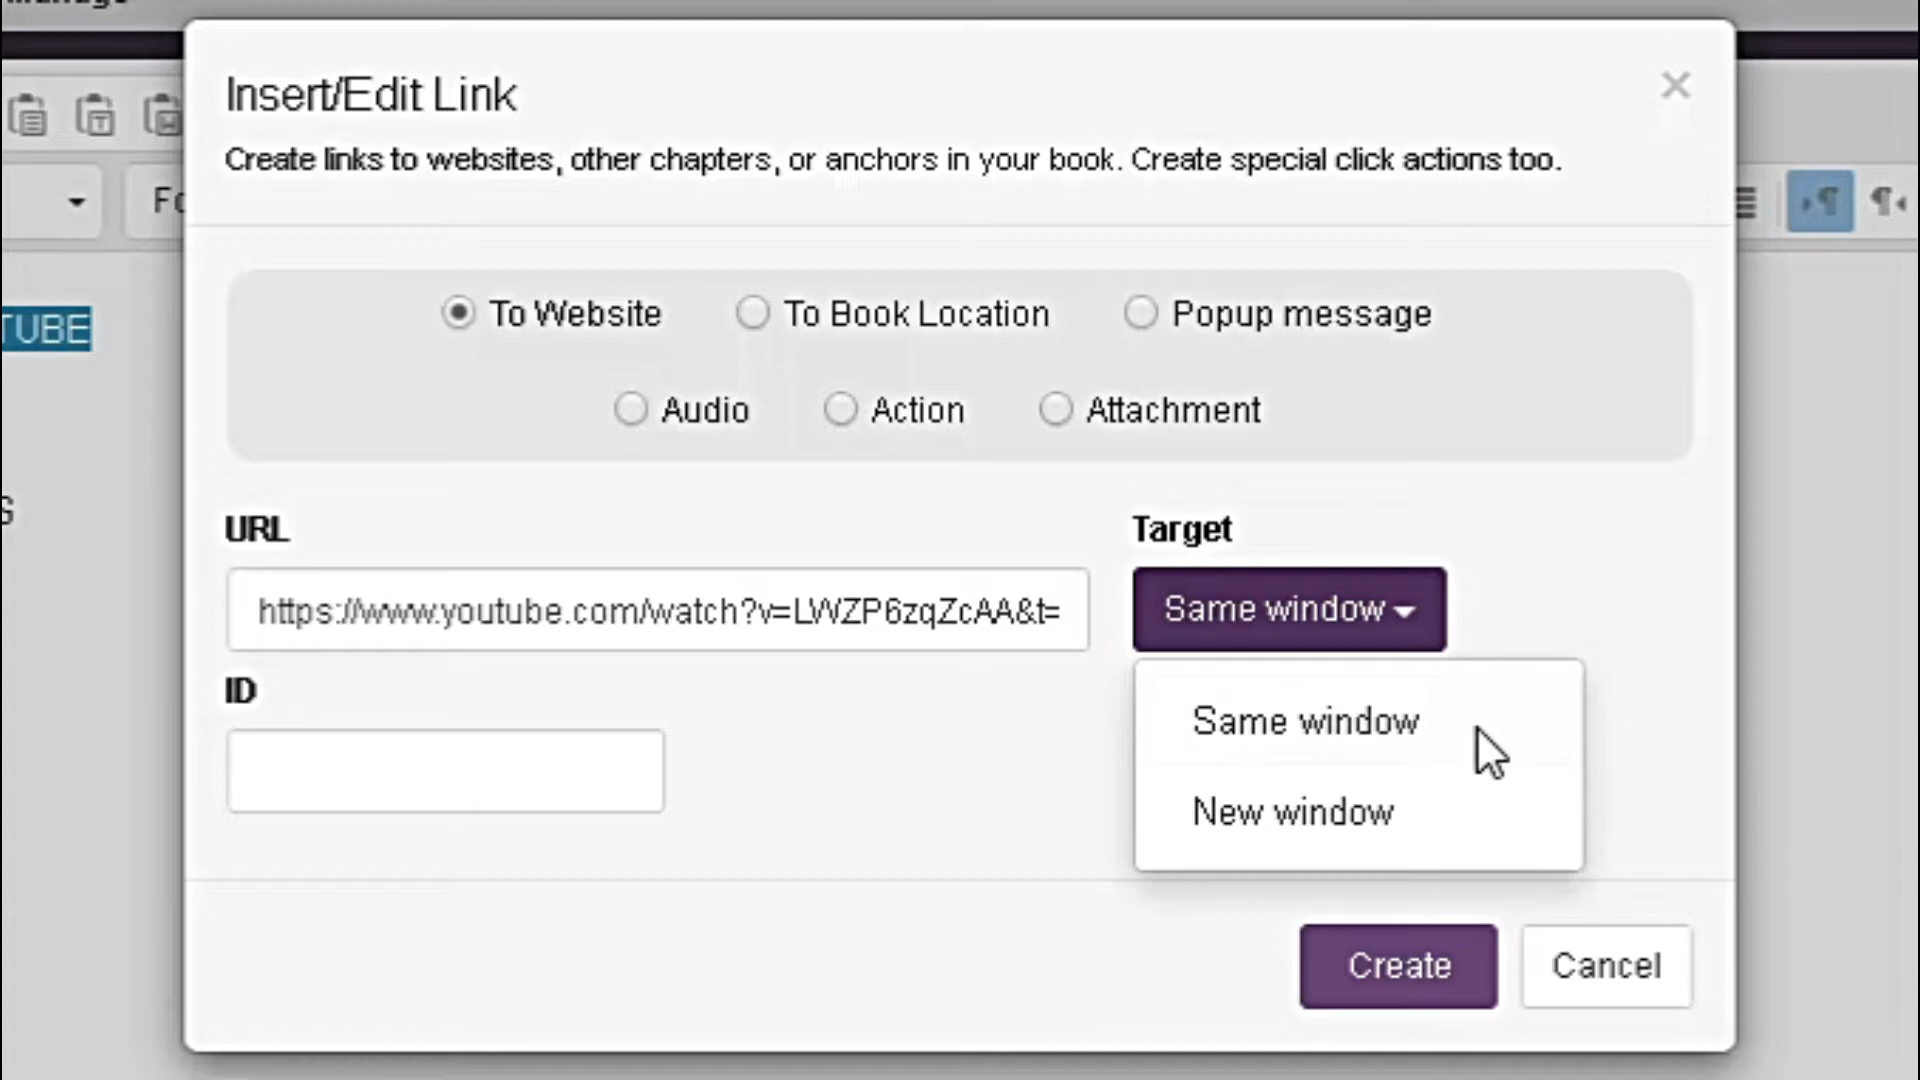 Insert/Edit Link
×
Create links to websites, other chapters, or anchors in your book. Create special click actions too.
Fo
TUBE
To Website To Book Location Popup message
Audio Action Attachment
S
URL Target
https://www.youtube.com/watch?v=LWZP6zqZcAA&t= Same window
ID
Same window
New window
Create Cancel